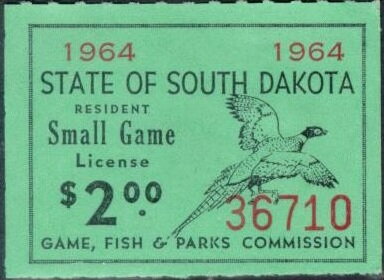 1964 1964
STATE OF SOUTH DAKOTA
RESIDENT
Small Game
License
$2.00
36710
GAME, FISH & PARKS COMMISSION